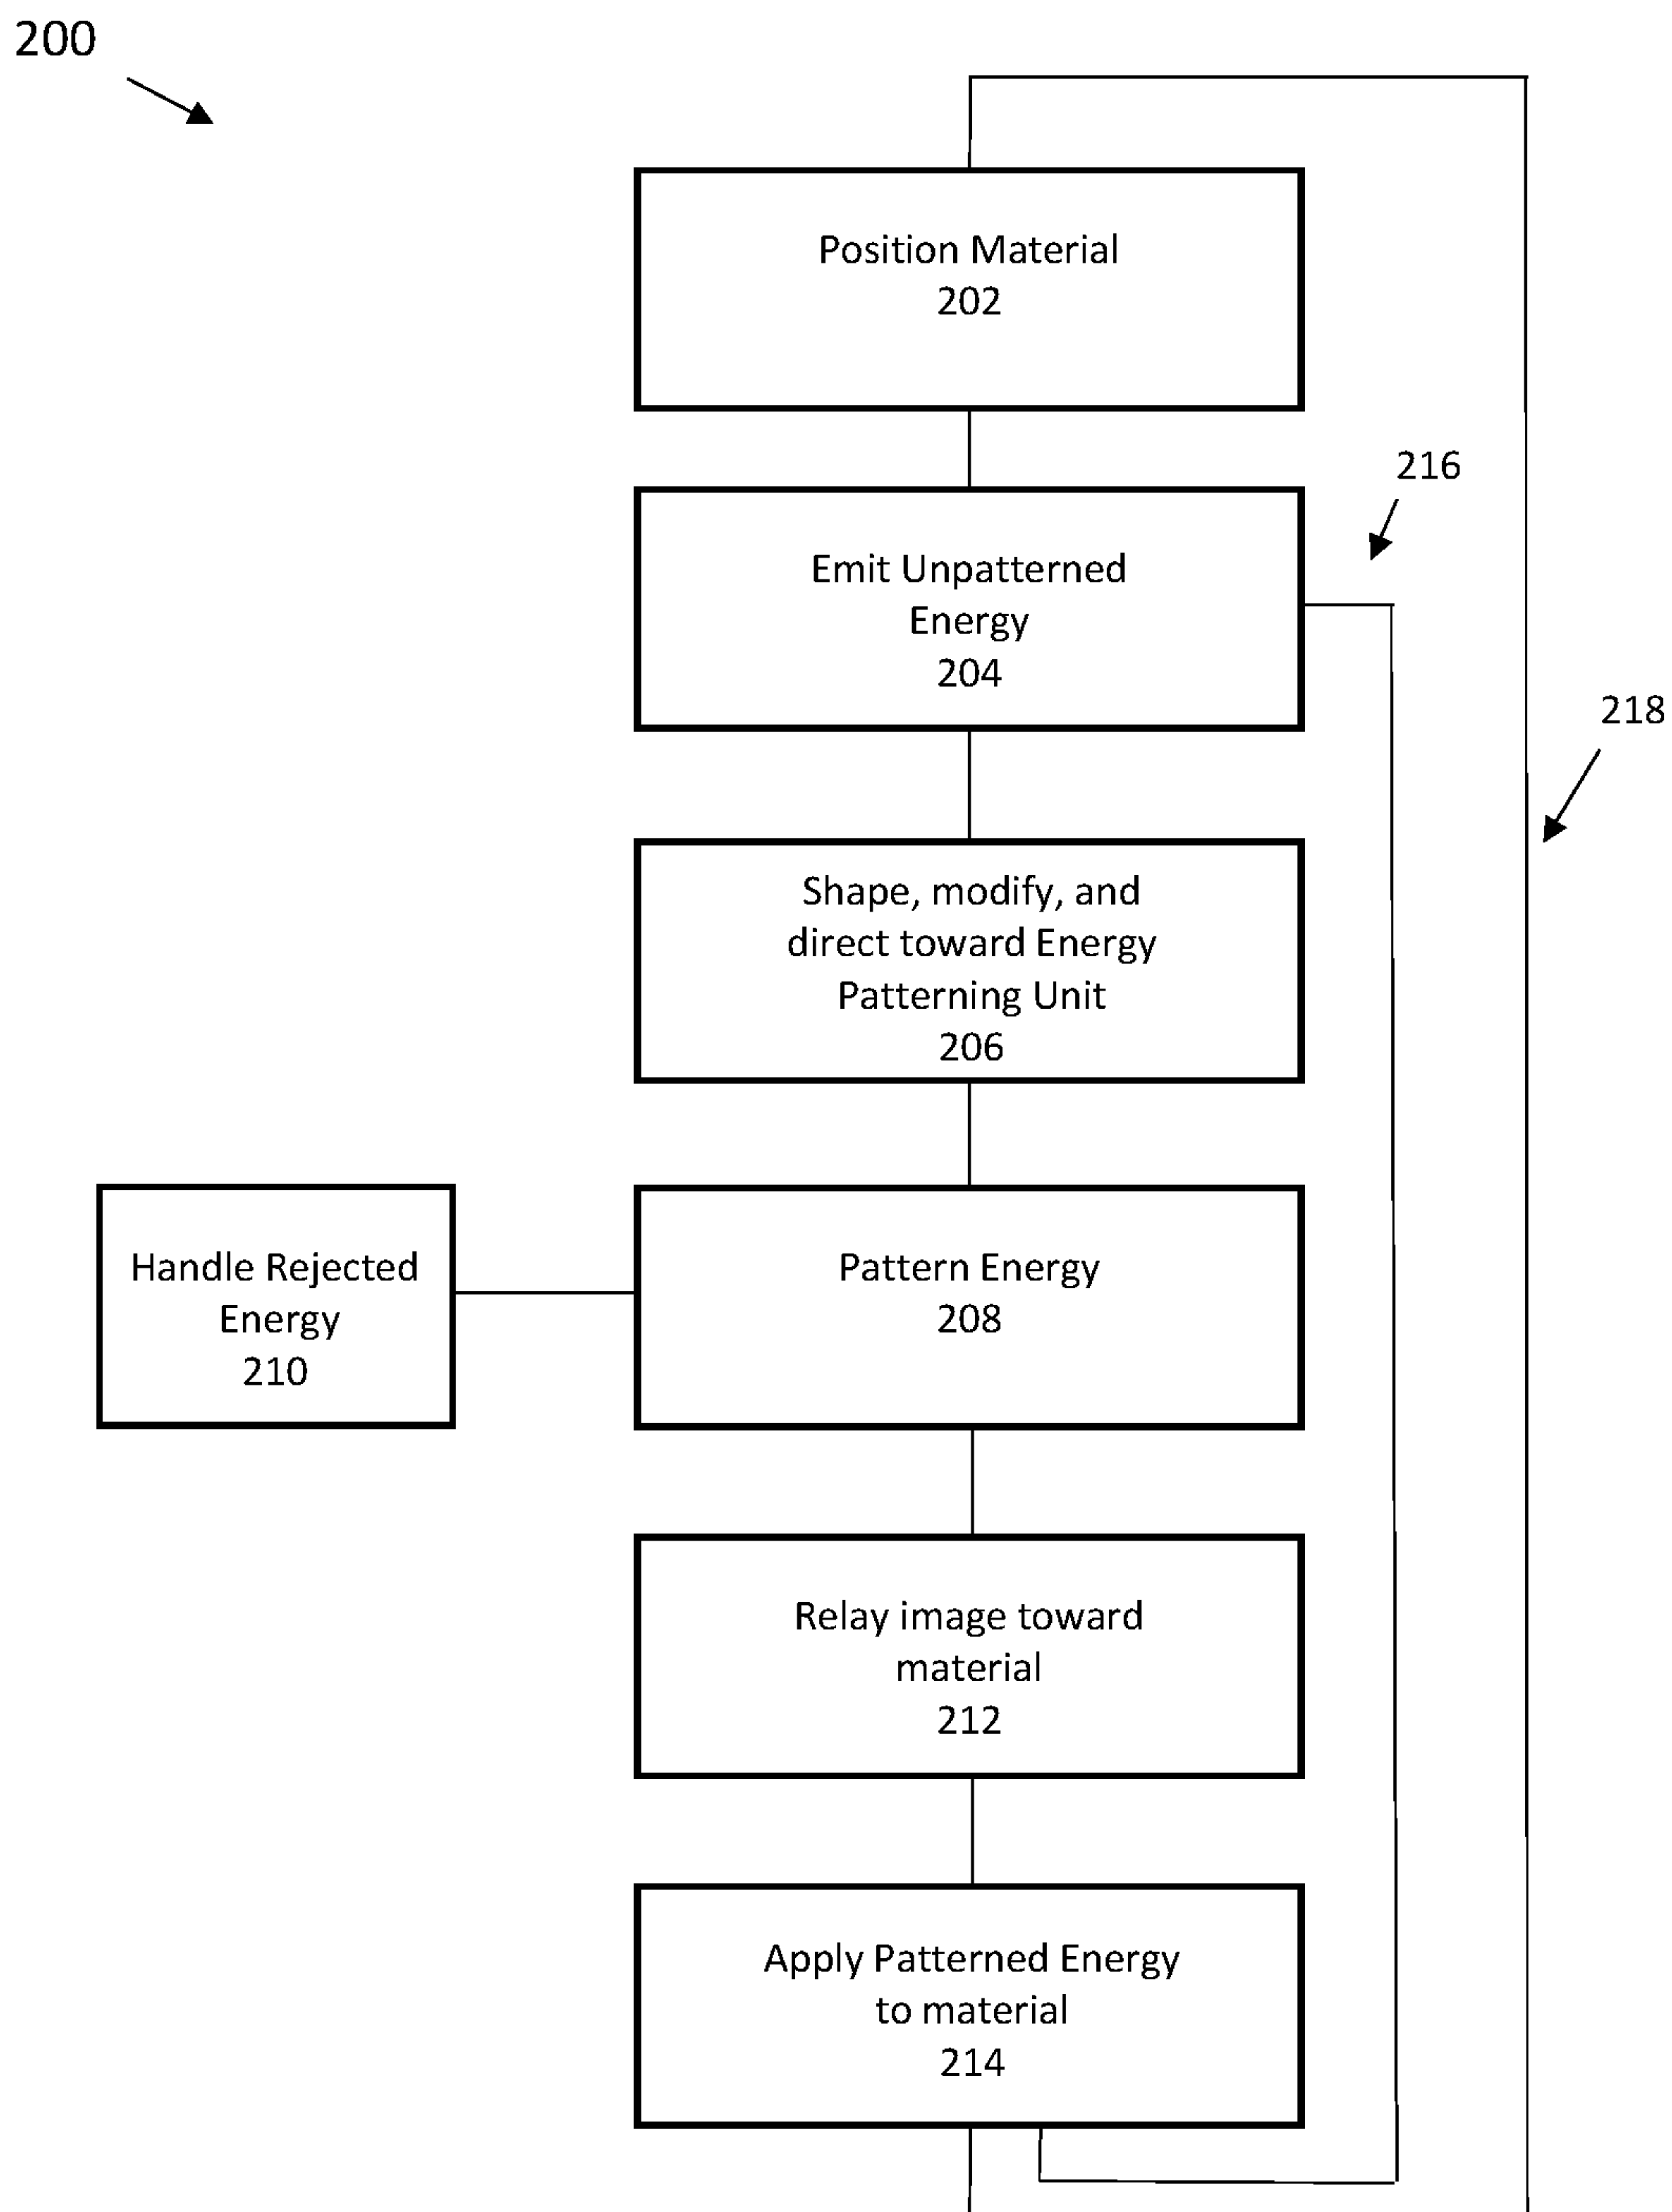 200
Position Material
202
216
Emit Unpatterned
Energy
204
218
Shape, modify, and
direct toward Energy
Patterning Unit
206
Handle Rejected
Energy
210
Pattern Energy
208
Relay image toward
material
212
Apply Patterned Energy
to material
214